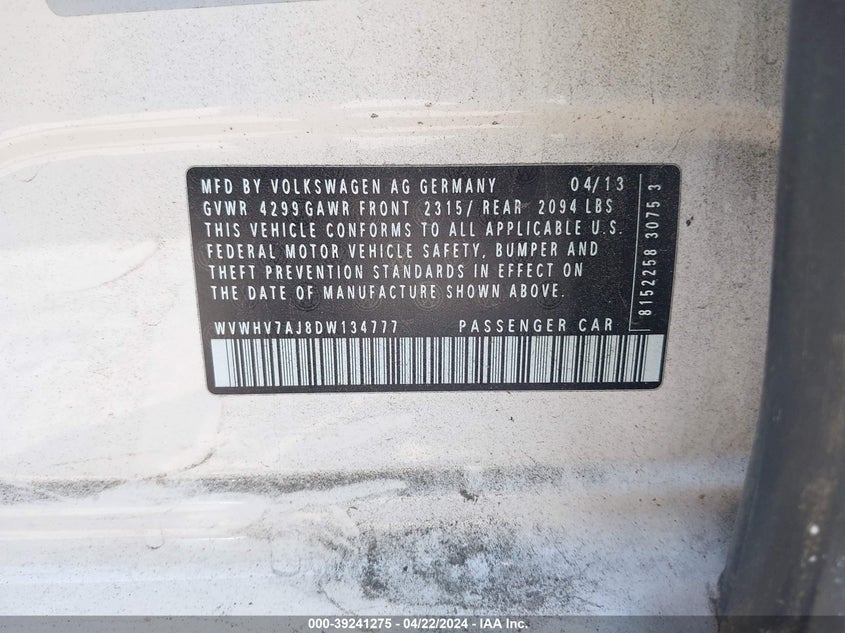 MFD BY VOLKSWAGEN AG GERMANY 04/13
GVWR 4299 GAWR FRONT 2315/ REAR 2094 LBS
THIS VEHICLE CONFORMS TO ALL APPLICABLE U.S.
FEDERAL MOTOR VEHICLE SAFETY, BUMPER AND
THEFT PREVENTION STANDARDS IN EFFECT ON
THE DATE OF MANUFACTURE SHOWN ABOVE.
WVWHV7AJ8DW134777 PASSENGER CAR
8152258 3075 3
000-39241275 - 04/22/2024 - IAA Inc.